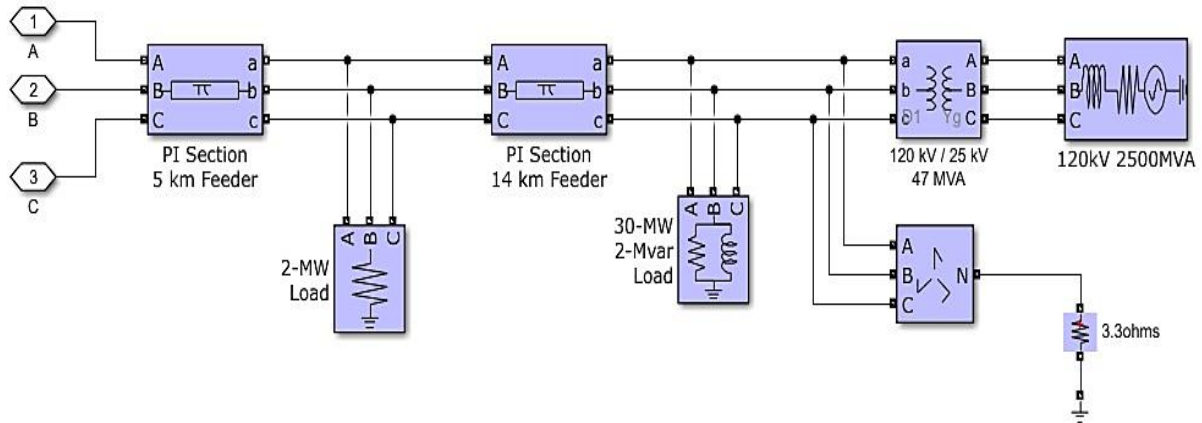 1
A
2
B
3
C
A a
B π b
C c
PI Section
5 km Feeder
A B C
2-MW
Load
A a
B π b
C c
PI Section
14 km Feeder
A B C
30-MW
2-Mvar
Load
a A
b B
c C
D1 Yg
120 kV / 25 kV
47 MVA
A
B
C
120kV 2500MVA
A
B N
C
3.3ohms